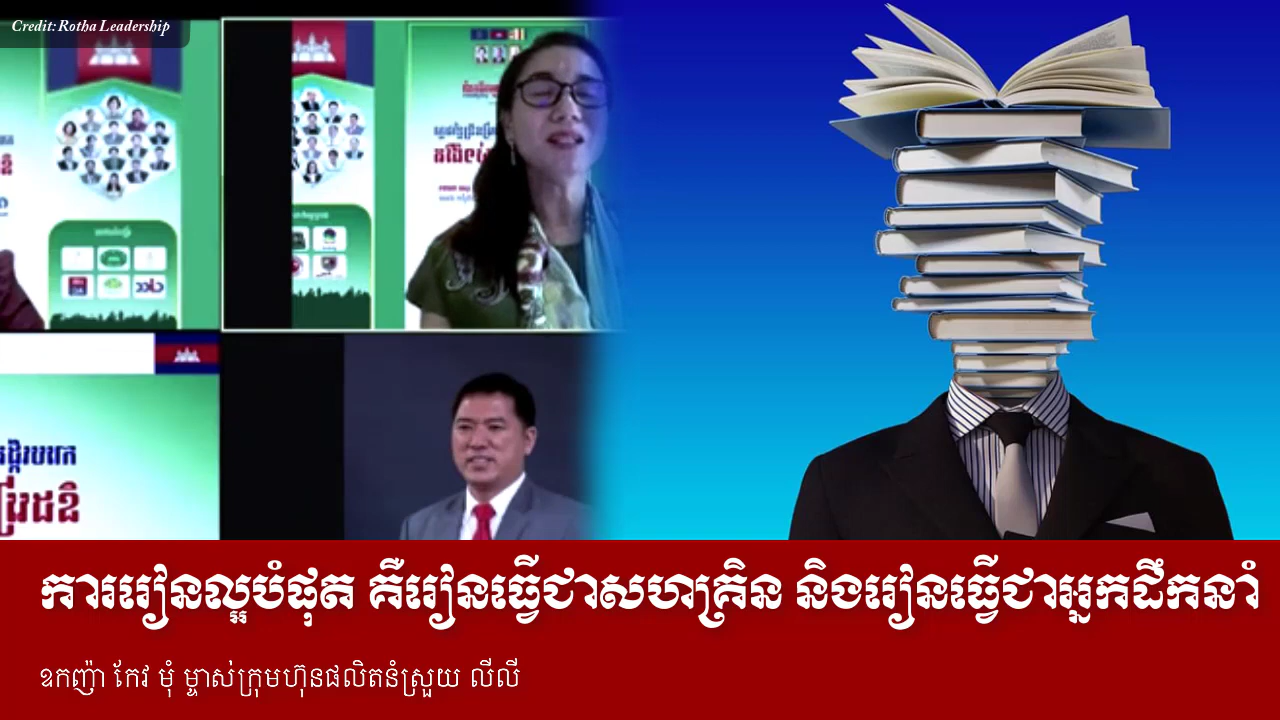 Credit: Rotha Leadership
ការរៀនល្អបំផុត គឺរៀនធ្វើជាសហគ្រិន និងរៀនធ្វើជាអ្នកដឹកនាំ
ឧកញ៉ា កែវ មុំ ម្ចាស់ក្រុមហ៊ុនផលិតនំស្រួយ លីលី